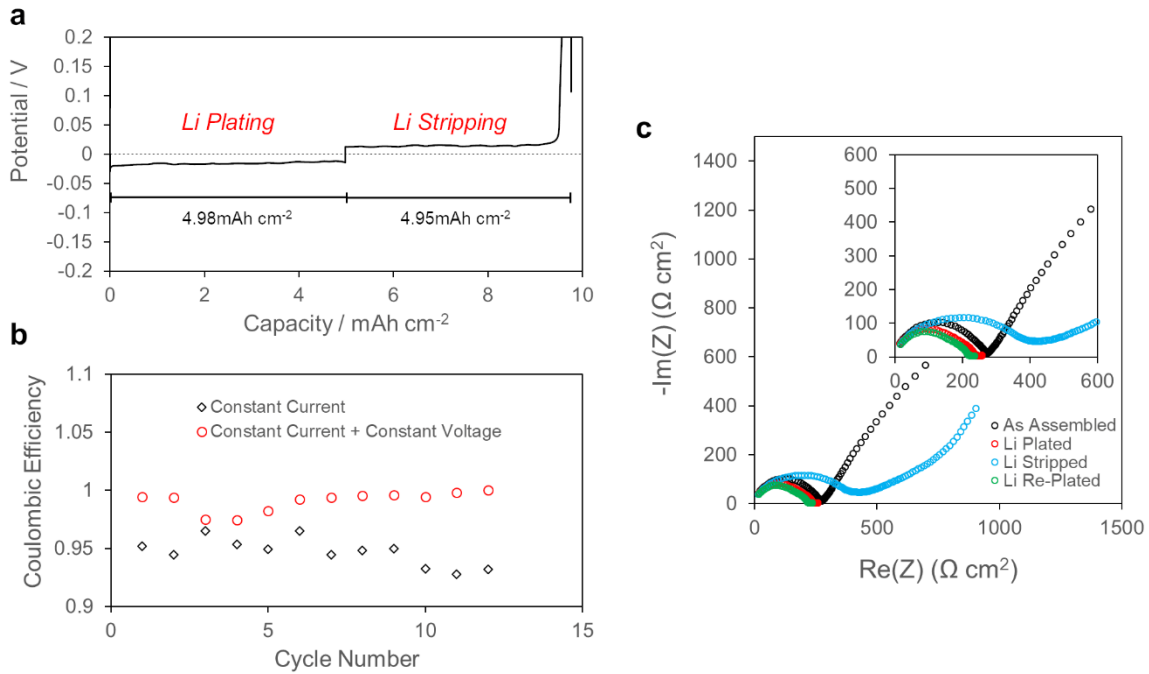 a
0.2
0.15
0.1
0.05
0
-0.05
-0.1
-0.15
-0.2
Potential / V
Li Plating
Li Stripping
4.98mAh cm-2
4.95mAh cm-2
0 2 4 6 8 10
Capacity / mAh cm-2
b
1.1
1.05
1
0.95
0.9
Coulombic Efficiency
Constant Current
Constant Current + Constant Voltage
0 5 10 15
Cycle Number
c
1400
1200
1000
800
600
400
200
0
-Im(Z) (Ω cm2)
600
500
400
300
200
100
0
0 200 400 600
As Assembled
Li Plated
Li Stripped
Li Re-Plated
0 500 1000 1500
Re(Z) (Ω cm2)